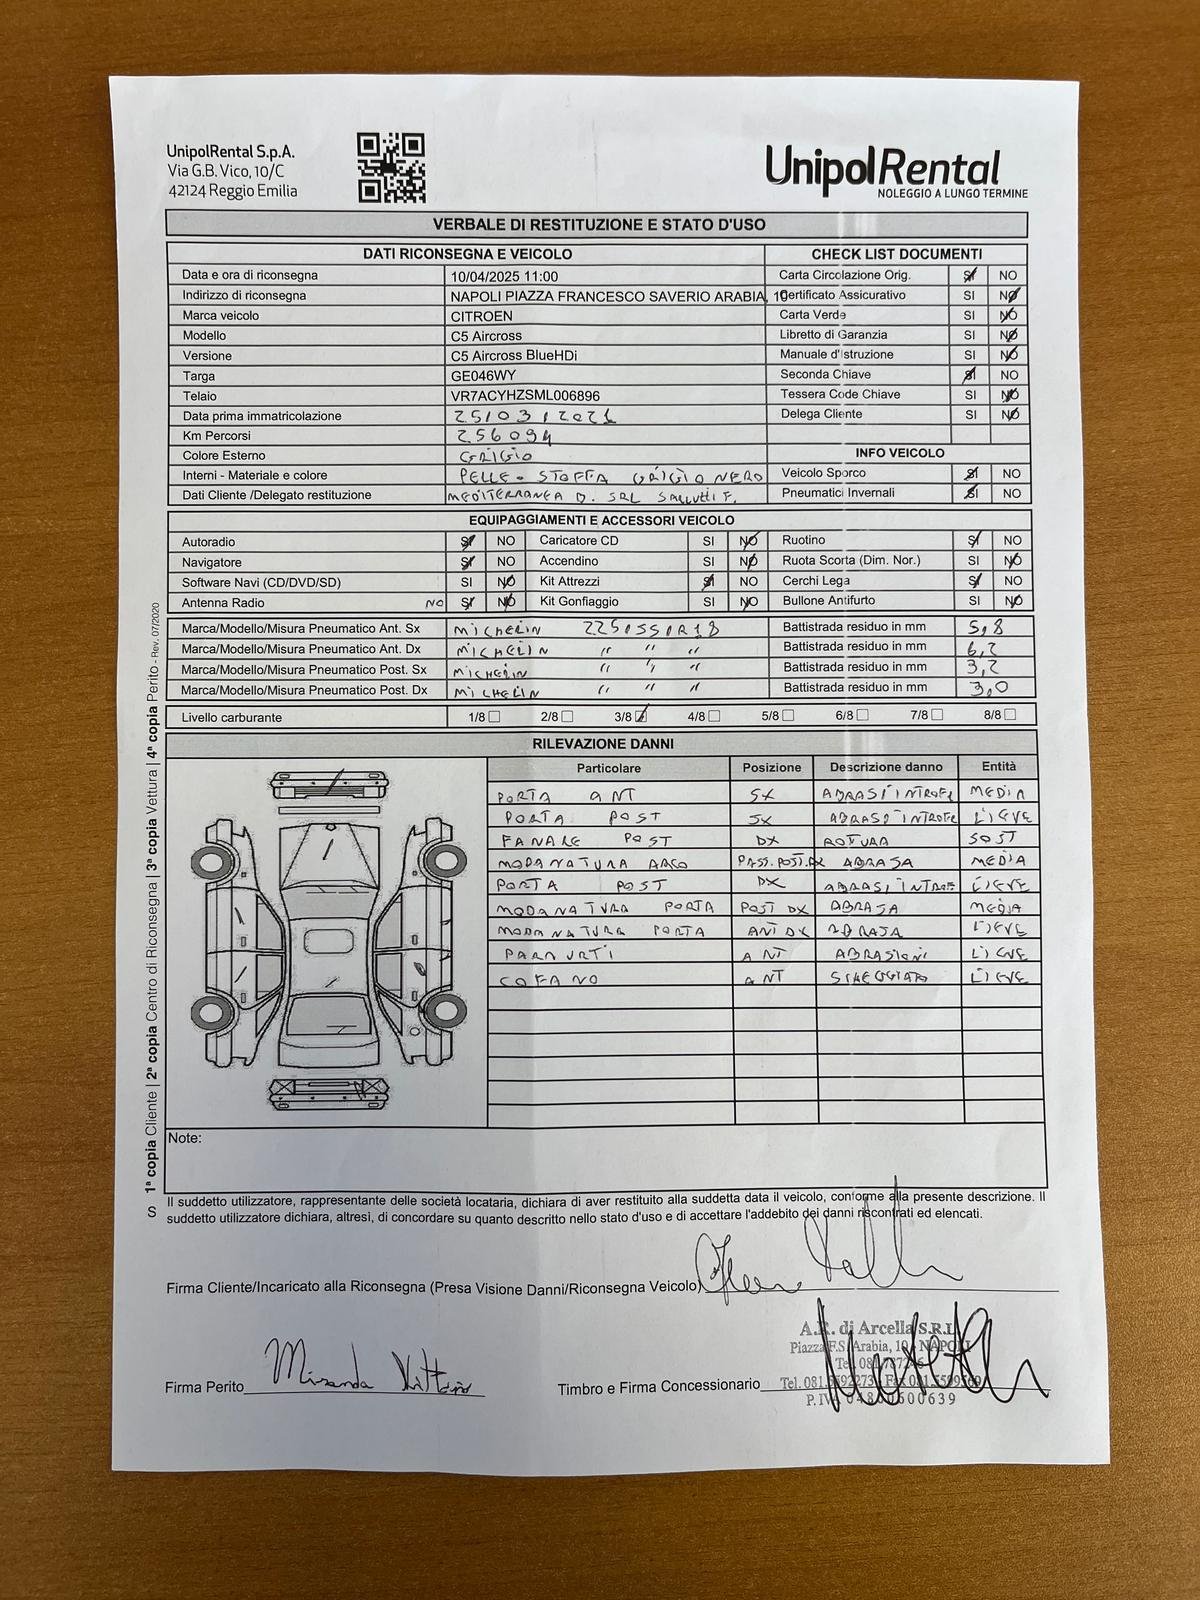 UnipolRental S.p.A.
Via G.B. Vico, 10/C
42124 Reggio Emilia
UnipolRental
NOLEGGIO A LUNGO TERMINE
VERBALE DI RESTITUZIONE E STATO D'USO
DATI RICONSEGNA E VEICOLO CHECK LIST DOCUMENTI
Data e ora di riconsegna 10/04/2025 11:00 Carta Circolazione Orig. SI NO
Indirizzo di riconsegna NAPOLI PIAZZA FRANCESCO SAVERIO ARABIA, 10 Certificato Assicurativo SI NO
Marca veicolo CITROEN Carta Verde SI NO
Modello C5 Aircross Libretto di Garanzia SI NO
Versione C5 Aircross BlueHDi Manuale d'Istruzione SI NO
Targa GE046WY Seconda Chiave SI NO
Telaio VR7ACYHZSML006896 Tessera Code Chiave SI NO
Data prima immatricolazione 25/03/2021 Delega Cliente SI NO
Km Percorsi 256094
Colore Esterno GRIGIO INFO VEICOLO
Interni - Materiale e colore PELLE - STOFFA GRIGIO NERO Veicolo Sporco SI NO
Dati Cliente /Delegato restituzione MEDITERRANEA D. SRL SALLUSTI F. Pneumatici Invernali SI NO
EQUIPAGGIAMENTI E ACCESSORI VEICOLO
Autoradio SI NO Caricatore CD SI NO Ruotino SI NO
Navigatore SI NO Accendino SI NO Ruota Scorta (Dim. Nor.) SI NO
Software Navi (CD/DVD/SD) SI NO Kit Attrezzi SI NO Cerchi Lega SI NO
Antenna Radio NO SI NO Kit Gonfiaggio SI NO Bullone Antifurto SI NO
Marca/Modello/Misura Pneumatico Ant. Sx MICHELIN 225/55R18 Battistrada residuo in mm 5,8
Marca/Modello/Misura Pneumatico Ant. Dx MICHELIN " " " Battistrada residuo in mm 6,2
Marca/Modello/Misura Pneumatico Post. Sx MICHELIN " " " Battistrada residuo in mm 3,2
Marca/Modello/Misura Pneumatico Post. Dx MICHELIN " " " Battistrada residuo in mm 3,0
Livello carburante 1/8 2/8 3/8 4/8 5/8 6/8 7/8 8/8
RILEVAZIONE DANNI
Particolare Posizione Descrizione danno Entità
PORTA ANT SX ABRASINTROFL MEDIA
PORTA POST SX ABRASINTROFL LIEVE
FANALE POST DX ROTURA SOST
MODANATURA ARCO PASS.POST.DX ABRASA MEDIA
PORTA POST DX ABRASINTROF LIEVE
MODANATURA PORTA POST DX ABRASA MEDIA
MODANATURA PORTA ANT DX ABRASA LIEVE
PARAURTI ANT ABRASIONI LIEVE
COFANO ANT SCHEGGIATO LIEVE
Note:
Il suddetto utilizzatore, rappresentante delle società locataria, dichiara di aver restituito alla suddetta data il veicolo, conforme alla presente descrizione. Il
suddetto utilizzatore dichiara, altresì, di concordare su quanto descritto nello stato d'uso e di accettare l'addebito dei danni riscontrati ed elencati.
Firma Cliente/Incaricato alla Riconsegna (Presa Visione Danni/Riconsegna Veicolo)
A.R. di Arcella S.R.L.
Piazza F.S. Arabia, 10 - NAPOLI
Firma Perito Miranda Vittorio Timbro e Firma Concessionario
S 1ª copia Cliente | 2ª copia Centro di Riconsegna | 3ª copia Vettura | 4ª copia Perito - Rev. 07/2020